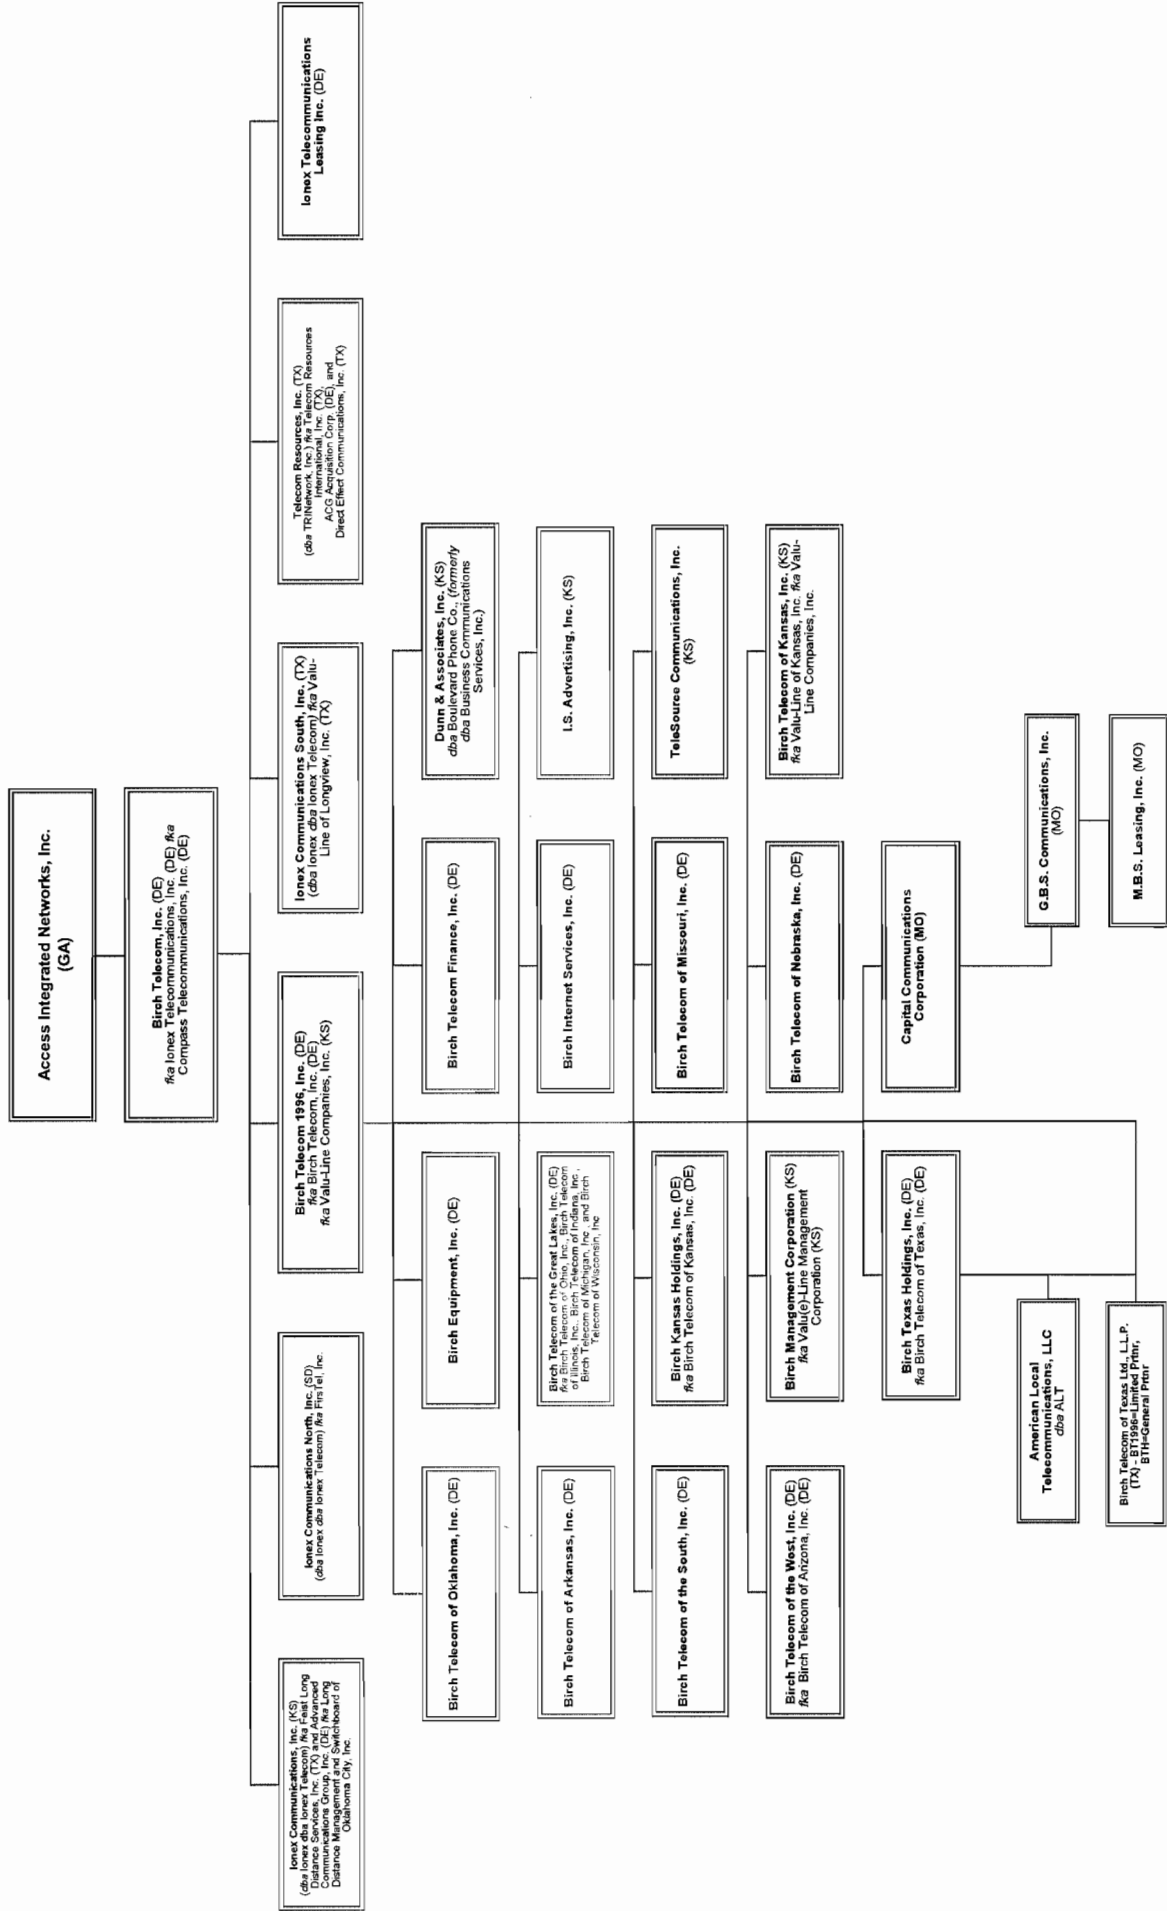 Access Integrated Networks, Inc.
(GA)
Birch Telecom, Inc. (DE)
fka Ionex Telecommunications, Inc. (DE) fka
Compass Telecommunications, Inc. (DE)
Ionex Communications, Inc. (KS)
(dba Ionex dba Ionex Telecom) fka Feist Long
Distance Services, Inc. (TX) and Advanced
Communications Group, Inc. (DE) fka Long
Distance Management and Switchboard of
Oklahoma City, Inc.
Ionex Communications North, Inc. (SD)
(dba Ionex dba Ionex Telecom) fka FirsTel, Inc.
Birch Telecom 1996, Inc. (DE)
fka Birch Telecom, Inc. (DE)
fka Valu-Line Companies, Inc. (KS)
Ionex Communications South, Inc. (TX)
(dba Ionex dba Ionex Telecom) fka Valu-
Line of Longview, Inc. (TX)
Telecom Resources, Inc. (TX)
(dba TRINetwork, Inc.) fka Telecom Resources
International, Inc. (TX),
ACG Acquisition Corp. (DE), and
Direct Effect Communications, Inc. (TX)
Ionex Telecommunications
Leasing Inc. (DE)
Birch Telecom of Oklahoma, Inc. (DE)
Birch Equipment, Inc. (DE)
Birch Telecom Finance, Inc. (DE)
Dunn & Associates, Inc. (KS)
dba Boulevard Phone Co., (formerly
dba Business Communications
Services, Inc.)
Birch Telecom of Arkansas, Inc. (DE)
Birch Telecom of the Great Lakes, Inc. (DE)
fka Birch Telecom of Ohio, Inc., Birch Telecom
of Illinois, Inc., Birch Telecom of Indiana, Inc.,
Birch Telecom of Michigan, Inc., and Birch
Telecom of Wisconsin, Inc
Birch Internet Services, Inc. (DE)
I.S. Advertising, Inc. (KS)
Birch Telecom of the South, Inc. (DE)
Birch Kansas Holdings, Inc. (DE)
fka Birch Telecom of Kansas, Inc. (DE)
Birch Telecom of Missouri, Inc. (DE)
TeleSource Communications, Inc.
(KS)
Birch Telecom of the West, Inc. (DE)
fka Birch Telecom of Arizona, Inc. (DE)
Birch Management Corporation (KS)
fka Valu(e)-Line Management
Corporation (KS)
Birch Telecom of Nebraska, Inc. (DE)
Birch Telecom of Kansas, Inc. (KS)
fka Valu-Line of Kansas, Inc. fka Valu-
Line Companies, Inc.
Birch Texas Holdings, Inc. (DE)
fka Birch Telecom of Texas, Inc. (DE)
Capital Communications
Corporation (MO)
American Local
Telecommunications, LLC
dba ALT
G.B.S. Communications, Inc.
(MO)
Birch Telecom of Texas Ltd., L.L.P.
(TX) - BT1996=Limited Prtnr,
BTH=General Prtnr
M.B.S. Leasing, Inc. (MO)